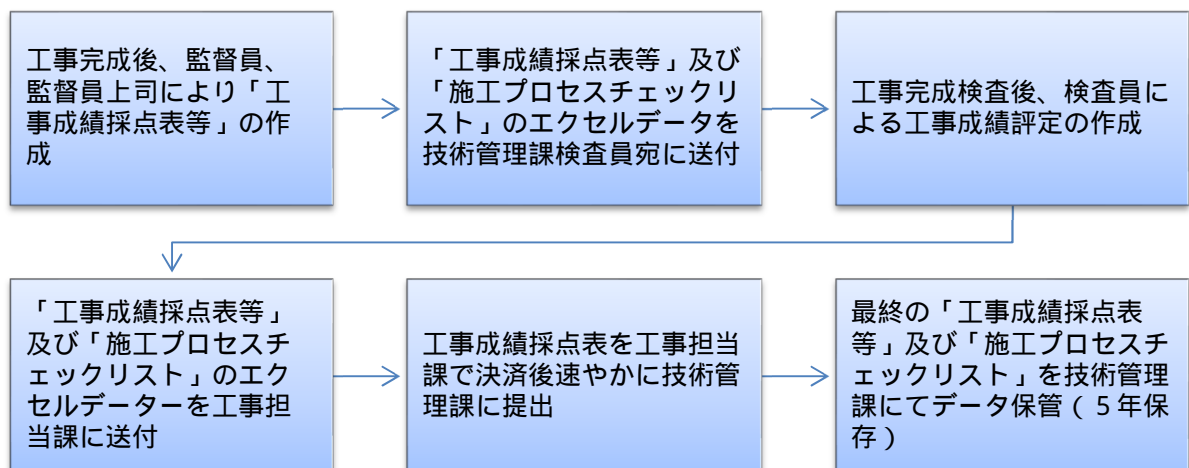 工事完成後、監督員、
監督員上司により「工
事成績採点表等」の作
成
「工事成績採点表等」及び
「施工プロセスチェックリ
スト」のエクセルデータを
技術管理課検査員宛に送付
工事完成検査後、検査員に
よる工事成績評定の作成
「工事成績採点表等」
及び「施工プロセスチ
ェックリスト」のエク
セルデーターを工事担
当課に送付
工事成績採点表を工事担当
課で決済後速やかに技術管
理課に提出
最終の「工事成績採点表
等」及び「施工プロセスチ
ェックリスト」を技術管理
課にてデータ保管（５年保
存）